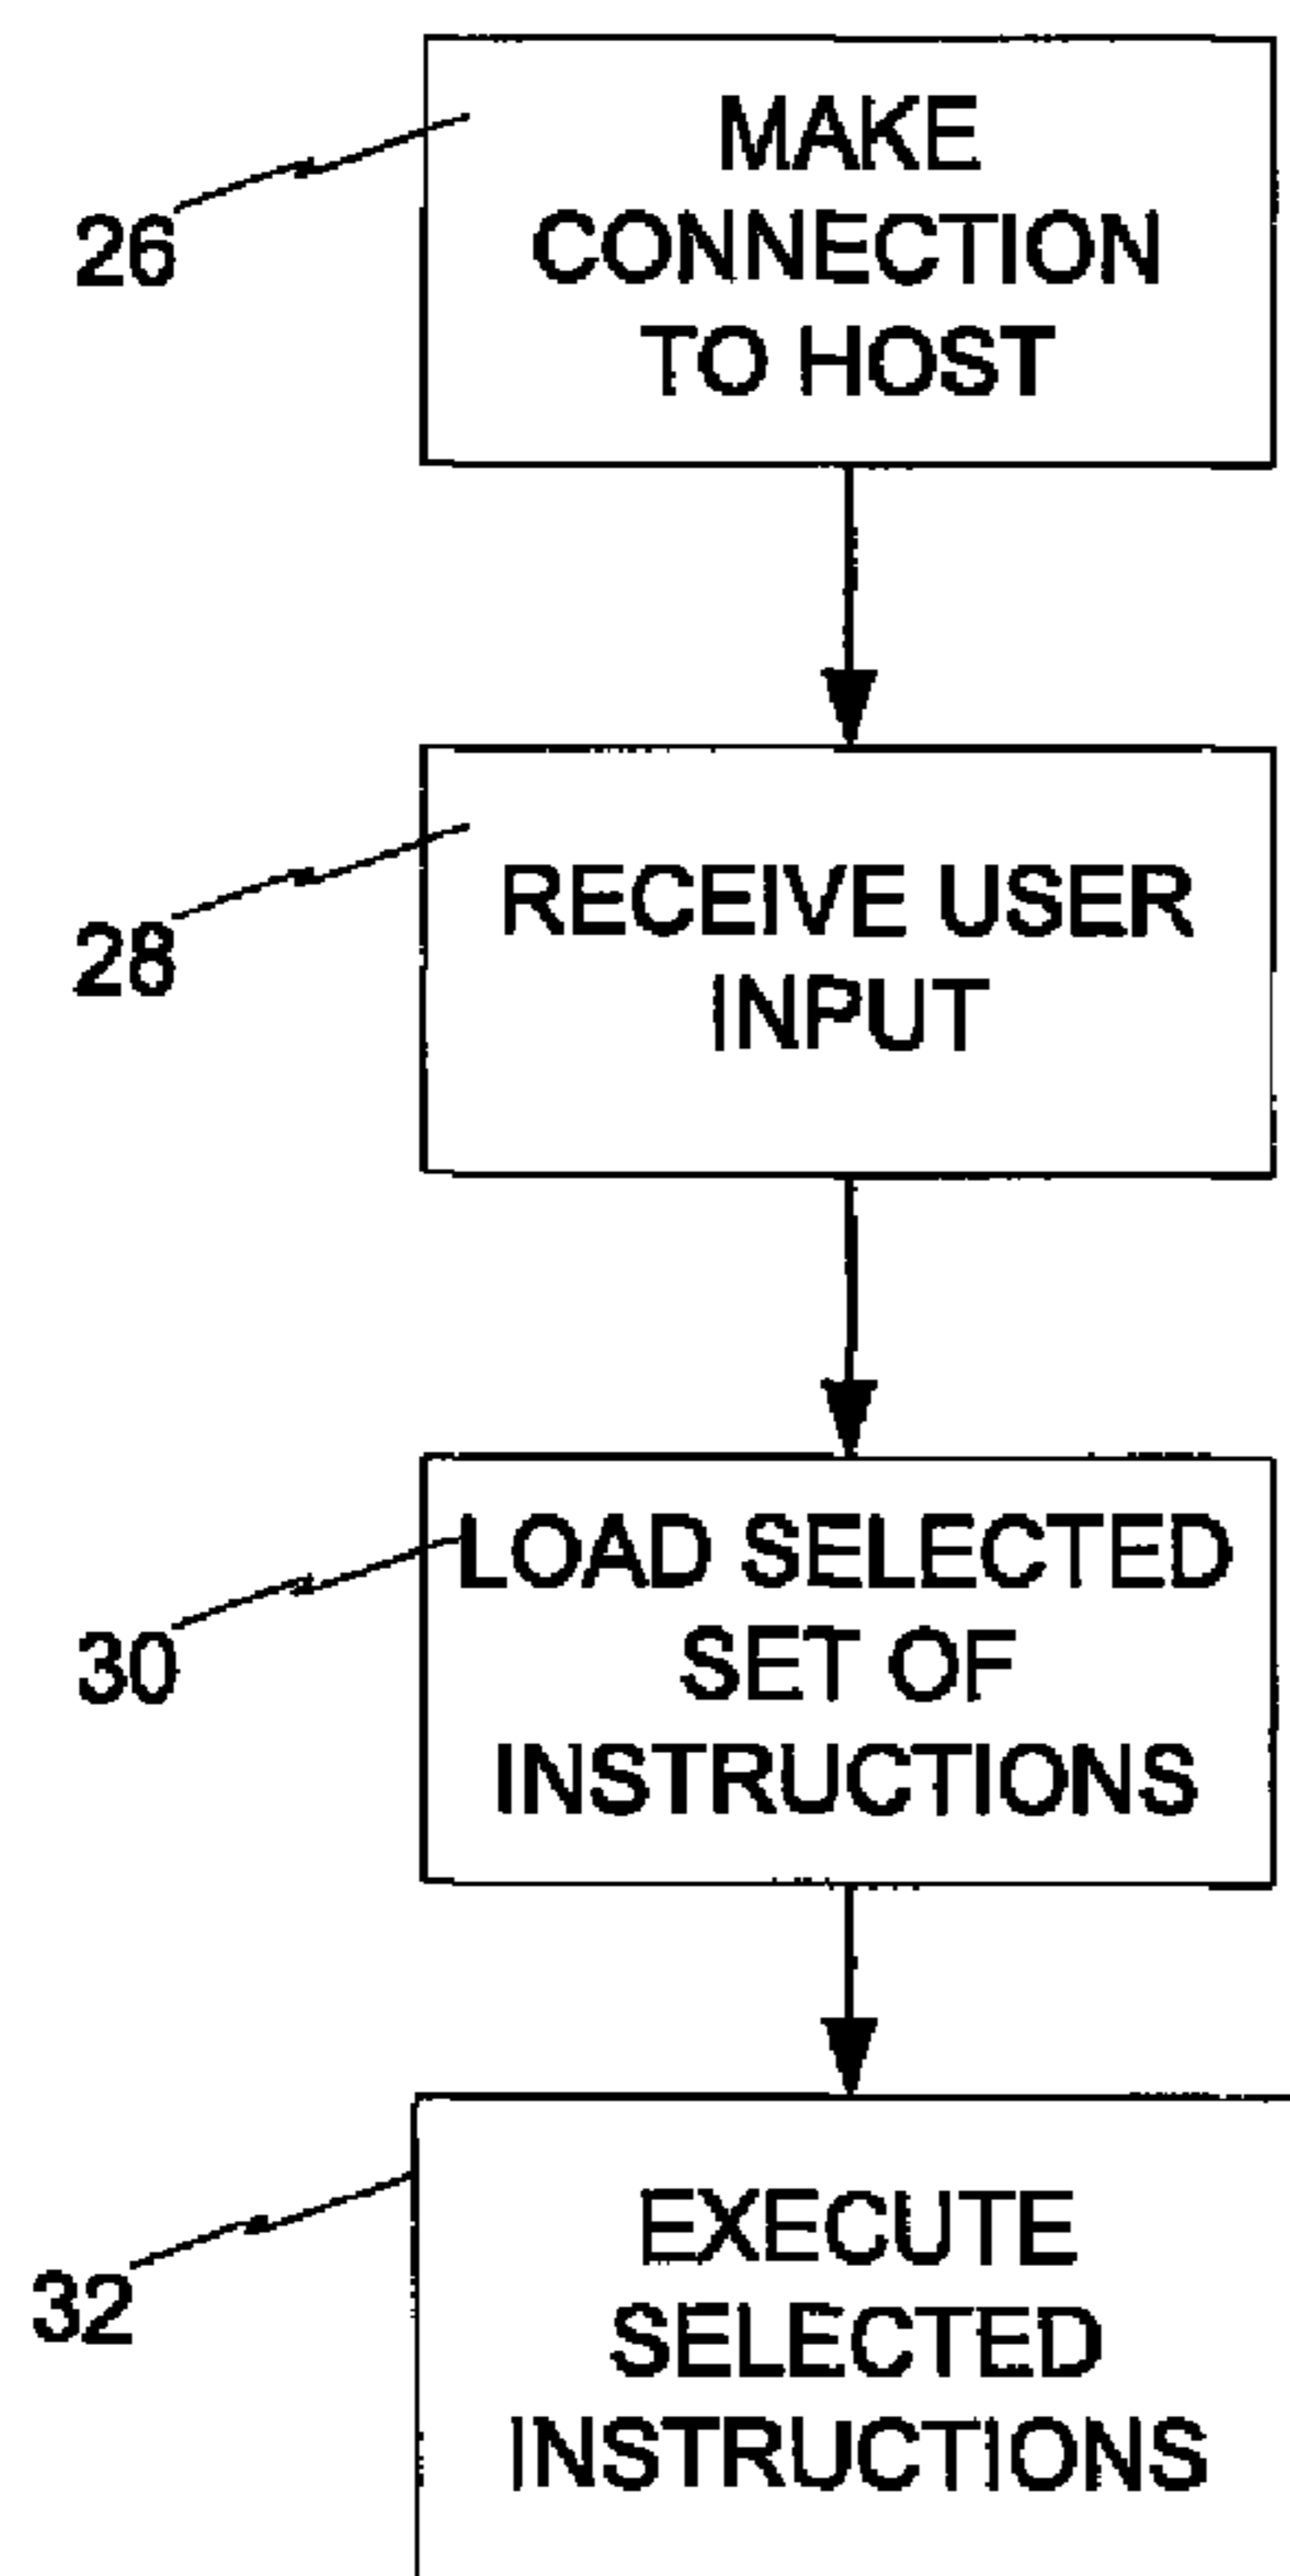 26
MAKE
CONNECTION
TO HOST
28
RECEIVE USER
INPUT
30
LOAD SELECTED
SET OF
INSTRUCTIONS
32
EXECUTE
SELECTED
INSTRUCTIONS